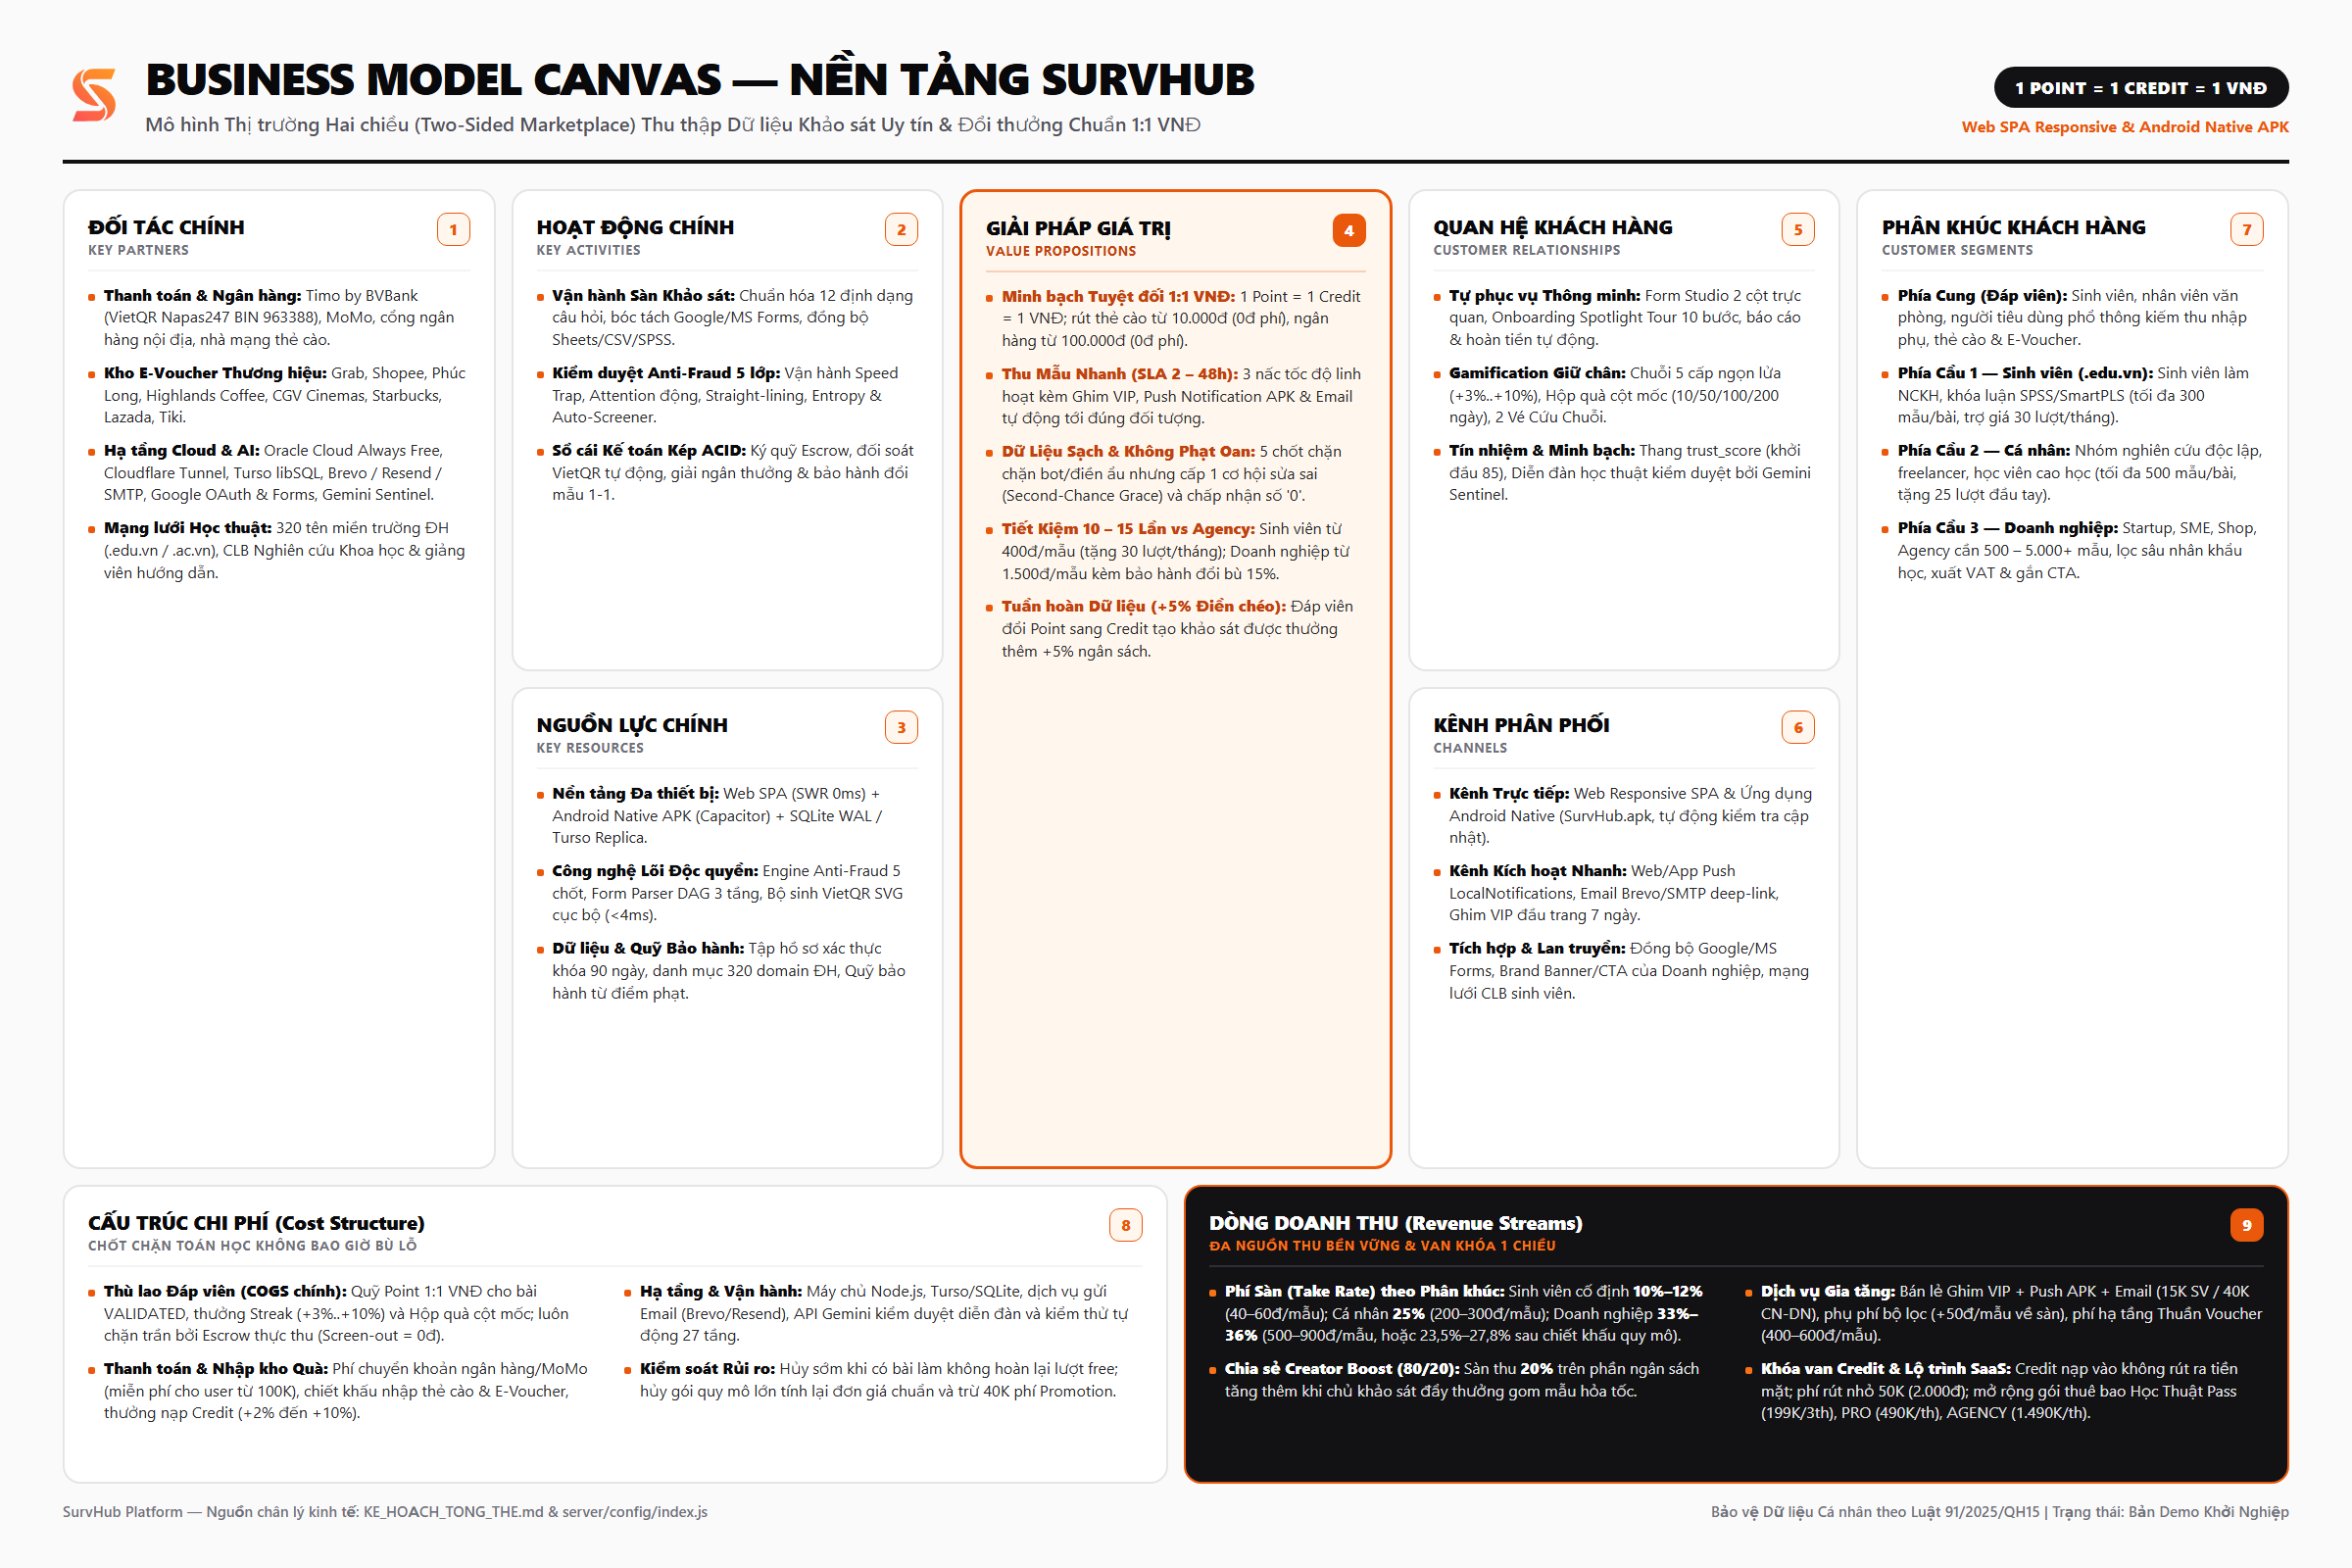 BUSINESS MODEL CANVAS — NỀN TẢNG SURVHUB
Mô hình Thị trường Hai chiều (Two-Sided Marketplace) Thu thập Dữ liệu Khảo sát Uy tín & Đổi thưởng Chuẩn 1:1 VNĐ
1 POINT = 1 CREDIT = 1 VNĐ
Web SPA Responsive & Android Native APK
ĐỐI TÁC CHÍNH
1
KEY PARTNERS
Thanh toán & Ngân hàng: Timo by BVBank
(VietQR Napas247 BIN 963388), MoMo, cổng ngân
hàng nội địa, nhà mạng thẻ cào.
Kho E-Voucher Thương hiệu: Grab, Shopee, Phúc
Long, Highlands Coffee, CGV Cinemas, Starbucks,
Lazada, Tiki.
Hạ tầng Cloud & AI: Oracle Cloud Always Free,
Cloudflare Tunnel, Turso libSQL, Brevo / Resend /
SMTP, Google OAuth & Forms, Gemini Sentinel.
Mạng lưới Học thuật: 320 tên miền trường ĐH
(.edu.vn / .ac.vn), CLB Nghiên cứu Khoa học & giảng
viên hướng dẫn.
HOẠT ĐỘNG CHÍNH
2
KEY ACTIVITIES
Vận hành Sàn Khảo sát: Chuẩn hóa 12 định dạng
câu hỏi, bóc tách Google/MS Forms, đồng bộ
Sheets/CSV/SPSS.
Kiểm duyệt Anti-Fraud 5 lớp: Vận hành Speed
Trap, Attention động, Straight-lining, Entropy &
Auto-Screener.
Sổ cái Kế toán Kép ACID: Ký quỹ Escrow, đối soát
VietQR tự động, giải ngân thưởng & bảo hành đổi
mẫu 1-1.
NGUỒN LỰC CHÍNH
3
KEY RESOURCES
Nền tảng Đa thiết bị: Web SPA (SWR 0ms) +
Android Native APK (Capacitor) + SQLite WAL /
Turso Replica.
Công nghệ Lõi Độc quyền: Engine Anti-Fraud 5
chốt, Form Parser DAG 3 tầng, Bộ sinh VietQR SVG
cục bộ (<4ms).
Dữ liệu & Quỹ Bảo hành: Tập hồ sơ xác thực
khóa 90 ngày, danh mục 320 domain ĐH, Quỹ bảo
hành từ điểm phạt.
GIẢI PHÁP GIÁ TRỊ
4
VALUE PROPOSITIONS
Minh bạch Tuyệt đối 1:1 VNĐ: 1 Point = 1 Credit
= 1 VNĐ; rút thẻ cào từ 10.000đ (0đ phí), ngân
hàng từ 100.000đ (0đ phí).
Thu Mẫu Nhanh (SLA 2 – 48h): 3 nấc tốc độ linh
hoạt kèm Ghim VIP, Push Notification APK & Email
tự động tới đúng đối tượng.
Dữ Liệu Sạch & Không Phạt Oan: 5 chốt chặn
chặn bot/điền ẩu nhưng cấp 1 cơ hội sửa sai
(Second-Chance Grace) và chấp nhận số '0'.
Tiết Kiệm 10 – 15 Lần vs Agency: Sinh viên từ
400đ/mẫu (tặng 30 lượt/tháng); Doanh nghiệp từ
1.500đ/mẫu kèm bảo hành đổi bù 15%.
Tuần hoàn Dữ liệu (+5% Điền chéo): Đáp viên
đổi Point sang Credit tạo khảo sát được thưởng
thêm +5% ngân sách.
QUAN HỆ KHÁCH HÀNG
5
CUSTOMER RELATIONSHIPS
Tự phục vụ Thông minh: Form Studio 2 cột trực
quan, Onboarding Spotlight Tour 10 bước, báo cáo
& hoàn tiền tự động.
Gamification Giữ chân: Chuỗi 5 cấp ngọn lửa
(+3%..+10%), Hộp quà cột mốc (10/50/100/200
ngày), 2 Vé Cứu Chuỗi.
Tín nhiệm & Minh bạch: Thang trust_score (khởi
đầu 85), Diễn đàn học thuật kiểm duyệt bởi Gemini
Sentinel.
KÊNH PHÂN PHỐI
6
CHANNELS
Kênh Trực tiếp: Web Responsive SPA & Ứng dụng
Android Native (SurvHub.apk, tự động kiểm tra cập
nhật).
Kênh Kích hoạt Nhanh: Web/App Push
LocalNotifications, Email Brevo/SMTP deep-link,
Ghim VIP đầu trang 7 ngày.
Tích hợp & Lan truyền: Đồng bộ Google/MS
Forms, Brand Banner/CTA của Doanh nghiệp, mạng
lưới CLB sinh viên.
PHÂN KHÚC KHÁCH HÀNG
7
CUSTOMER SEGMENTS
Phía Cung (Đáp viên): Sinh viên, nhân viên văn
phòng, người tiêu dùng phổ thông kiếm thu nhập
phụ, thẻ cào & E-Voucher.
Phía Cầu 1 — Sinh viên (.edu.vn): Sinh viên làm
NCKH, khóa luận SPSS/SmartPLS (tối đa 300
mẫu/bài, trợ giá 30 lượt/tháng).
Phía Cầu 2 — Cá nhân: Nhóm nghiên cứu độc lập,
freelancer, học viên cao học (tối đa 500 mẫu/bài,
tặng 25 lượt đầu tay).
Phía Cầu 3 — Doanh nghiệp: Startup, SME, Shop,
Agency cần 500 – 5.000+ mẫu, lọc sâu nhân khẩu
học, xuất VAT & gắn CTA.
CẤU TRÚC CHI PHÍ (Cost Structure)
8
CHỐT CHẶN TOÁN HỌC KHÔNG BAO GIỜ BÙ LỖ
Thù lao Đáp viên (COGS chính): Quỹ Point 1:1 VNĐ cho bài
VALIDATED, thưởng Streak (+3%..+10%) và Hộp quà cột mốc; luôn
chặn trần bởi Escrow thực thu (Screen-out = 0đ).
Thanh toán & Nhập kho Quà: Phí chuyển khoản ngân hàng/MoMo
(miễn phí cho user từ 100K), chiết khấu nhập thẻ cào & E-Voucher,
thưởng nạp Credit (+2% đến +10%).
Hạ tầng & Vận hành: Máy chủ Node.js, Turso/SQLite, dịch vụ gửi
Email (Brevo/Resend), API Gemini kiểm duyệt diễn đàn và kiểm thử tự
động 27 tầng.
Kiểm soát Rủi ro: Hủy sớm khi có bài làm không hoàn lại lượt free;
hủy gói quy mô lớn tính lại đơn giá chuẩn và trừ 40K phí Promotion.
DÒNG DOANH THU (Revenue Streams)
9
ĐA NGUỒN THU BỀN VỮNG & VAN KHÓA 1 CHIỀU
Phí Sàn (Take Rate) theo Phân khúc: Sinh viên cố định 10%–12%
(40–60đ/mẫu); Cá nhân 25% (200–300đ/mẫu); Doanh nghiệp 33%–
36% (500–900đ/mẫu, hoặc 23,5%–27,8% sau chiết khấu quy mô).
Chia sẻ Creator Boost (80/20): Sàn thu 20% trên phần ngân sách
tăng thêm khi chủ khảo sát đẩy thưởng gom mẫu hỏa tốc.
Dịch vụ Gia tăng: Bán lẻ Ghim VIP + Push APK + Email (15K SV / 40K
CN-DN), phụ phí bộ lọc (+50đ/mẫu về sàn), phí hạ tầng Thuần Voucher
(400–600đ/mẫu).
Khóa van Credit & Lộ trình SaaS: Credit nạp vào không rút ra tiền
mặt; phí rút nhỏ 50K (2.000đ); mở rộng gói thuê bao Học Thuật Pass
(199K/3th), PRO (490K/th), AGENCY (1.490K/th).
SurvHub Platform — Nguồn chân lý kinh tế: KE_HOACH_TONG_THE.md & server/config/index.js
Bảo vệ Dữ liệu Cá nhân theo Luật 91/2025/QH15 | Trạng thái: Bản Demo Khởi Nghiệp